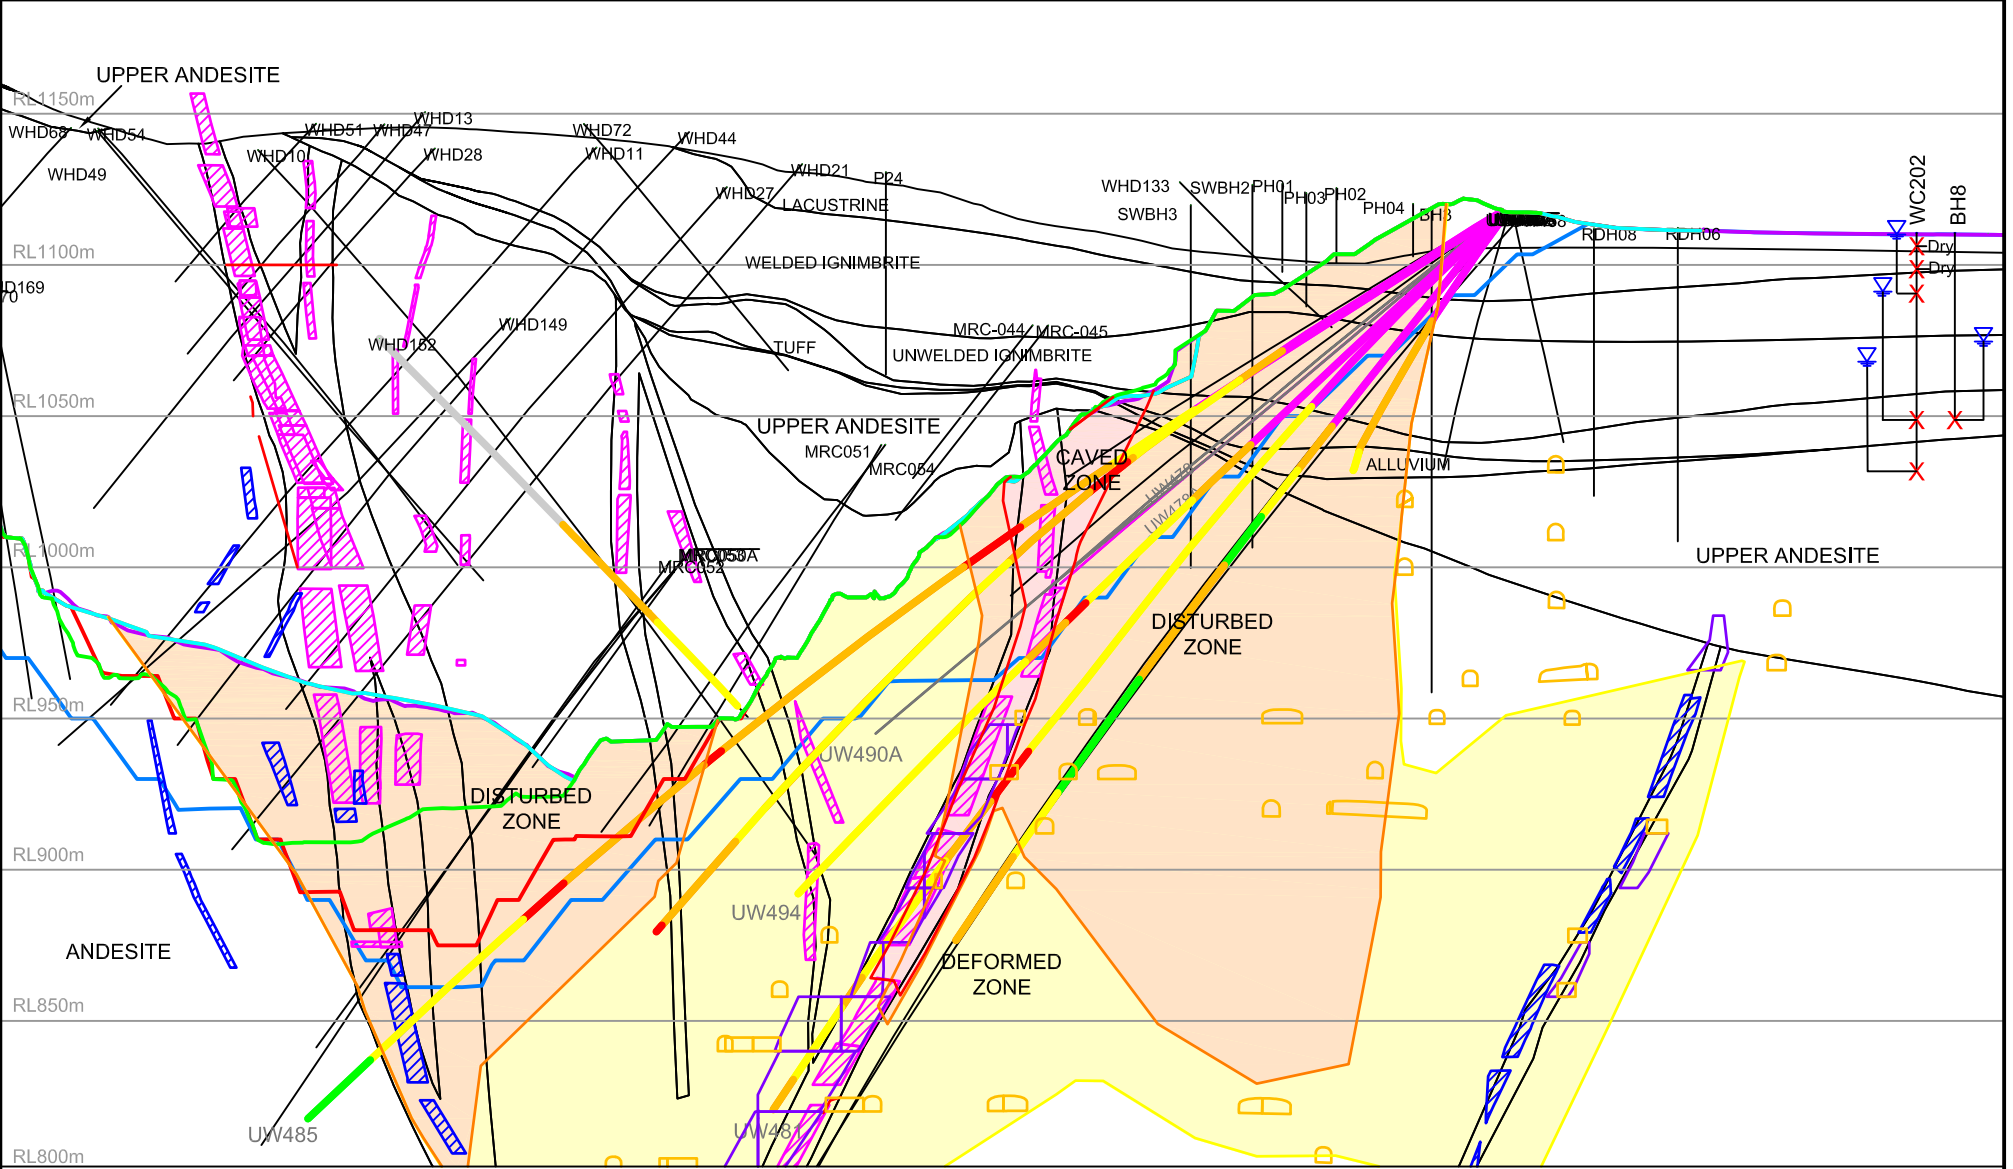 UPPER ANDESITE
RL1150m
WHD68
WHD54
WHD51
WHD47
WHD13
WHD72
WHD44
WHD10
WHD28
WHD11
WHD49
WHD21
P24
WHD27
LACUSTRINE
WHD133
SWBH2
PH01
PH03
PH02
SWBH3
PH04
RDH08
RDH06
WC202
BH8
Dry
Dry
RL1100m
WELDED IGNIMBRITE
D169
70
WHD149
WHD152
MRC-044
MRC-045
TUFF
UNWELDED IGNIMBRITE
RL1050m
UPPER ANDESITE
MRC051
MRC054
CAVED
ZONE
ALLUVIUM
UW479
RL1000m
MRC052
UPPER ANDESITE
DISTURBED
ZONE
RL950m
UW490A
DISTURBED
ZONE
RL900m
UW494
ANDESITE
DEFORMED
ZONE
RL850m
UW485
UW481
RL800m